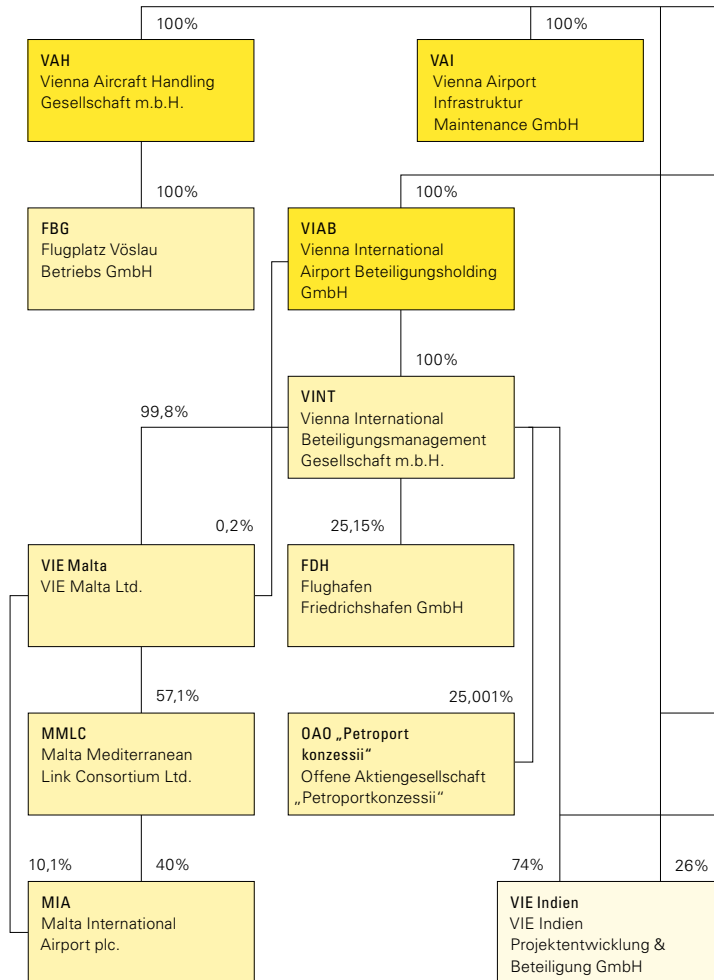 100%
100%
VAH
Vienna Aircraft Handling
Gesellschaft m.b.H.
VAI
Vienna Airport
Infrastruktur
Maintenance GmbH
100%
100%
FBG
Flugplatz Vöslau
Betriebs GmbH
VIAB
Vienna International
Airport Beteiligungsholding
GmbH
100%
99,8%
VINT
Vienna International
Beteiligungsmanagement
Gesellschaft m.b.H.
0,2%
25,15%
VIE Malta
VIE Malta Ltd.
FDH
Flughafen
Friedrichshafen GmbH
57,1%
25,001%
MMLC
Malta Mediterranean
Link Consortium Ltd.
OAO „Petroport
konzessii“
Offene Aktiengesellschaft
„Petroportkonzessii“
10,1%
40%
74%
26%
MIA
Malta International
Airport plc.
VIE Indien
VIE Indien
Projektentwicklung &
Beteiligung GmbH